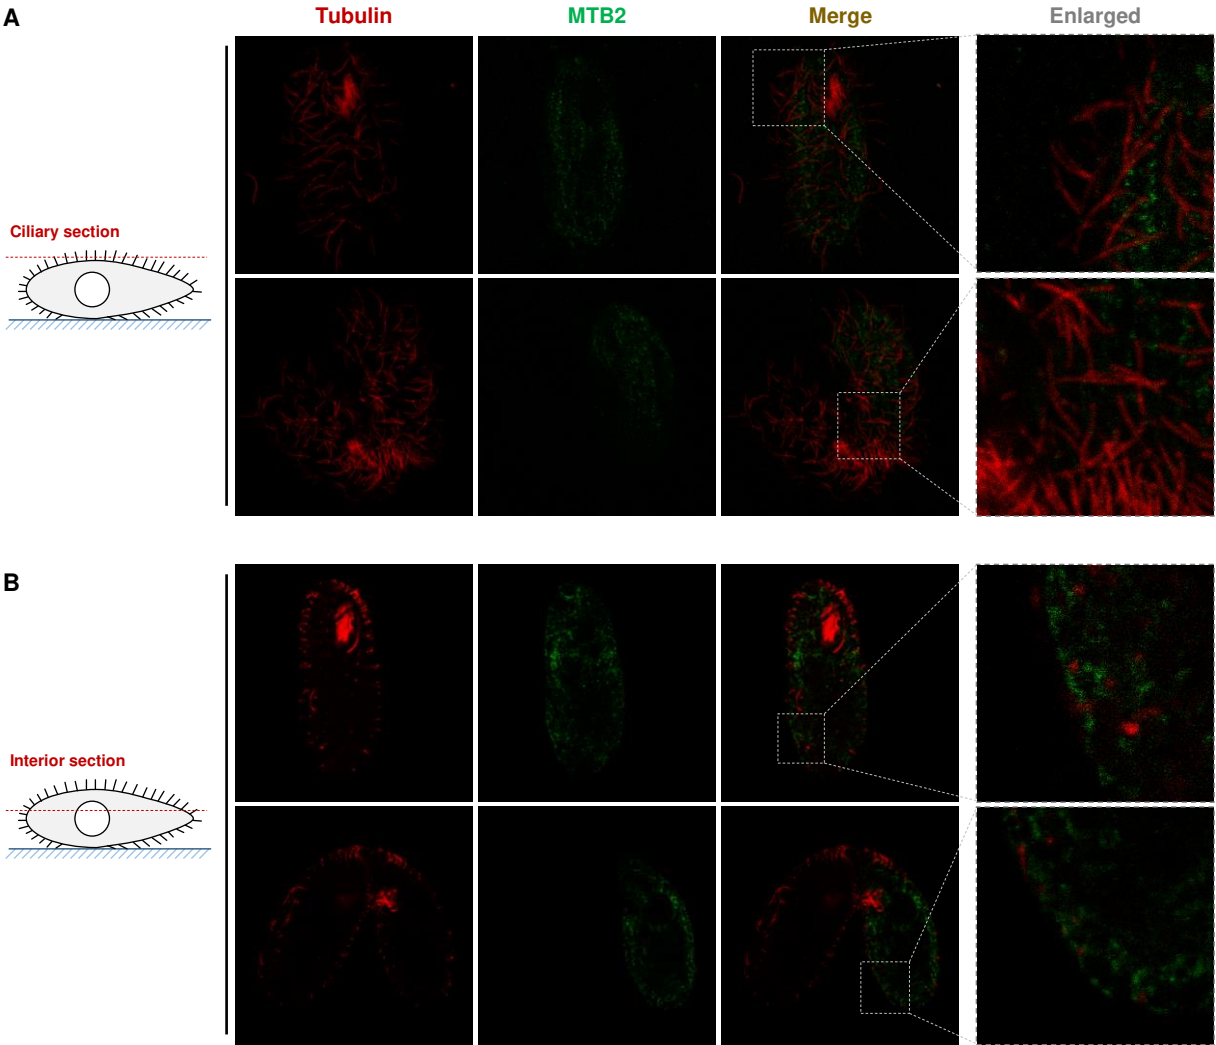 A
Tubulin
MTB2
Merge
Enlarged
Ciliary section
B
Interior section